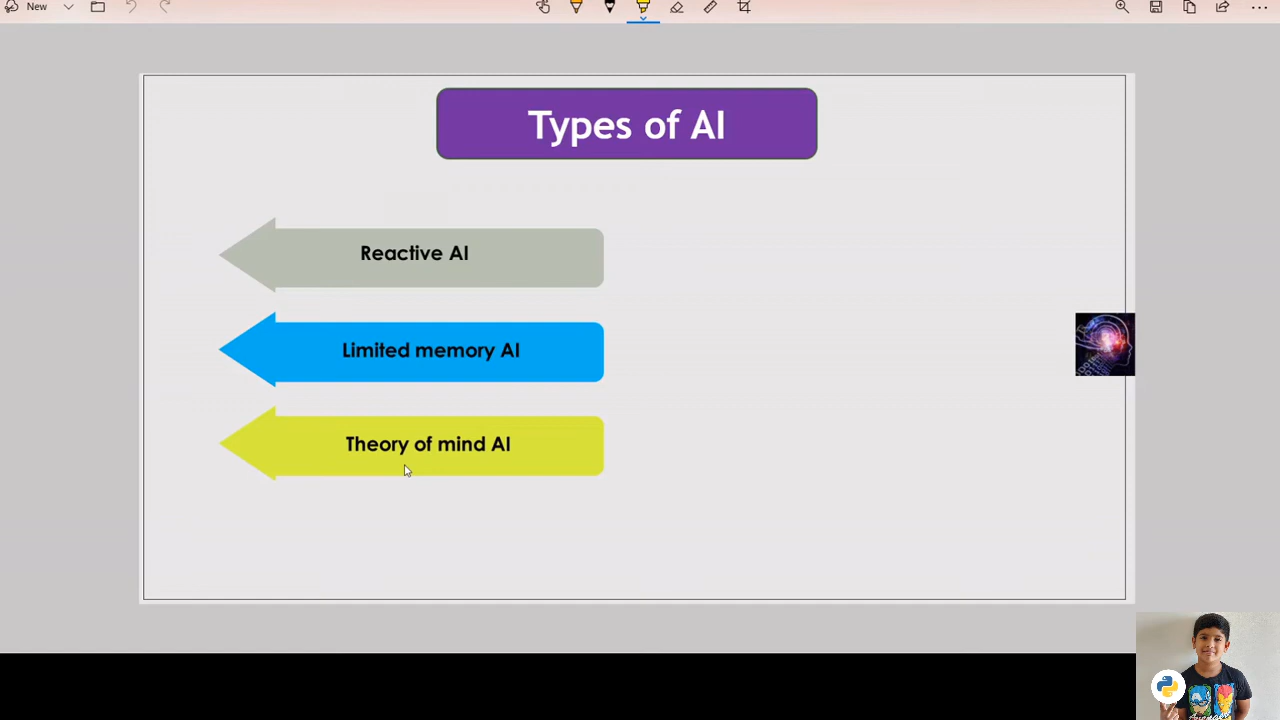 New
Types of AI
Reactive AI
Limited memory AI
Theory of mind AI